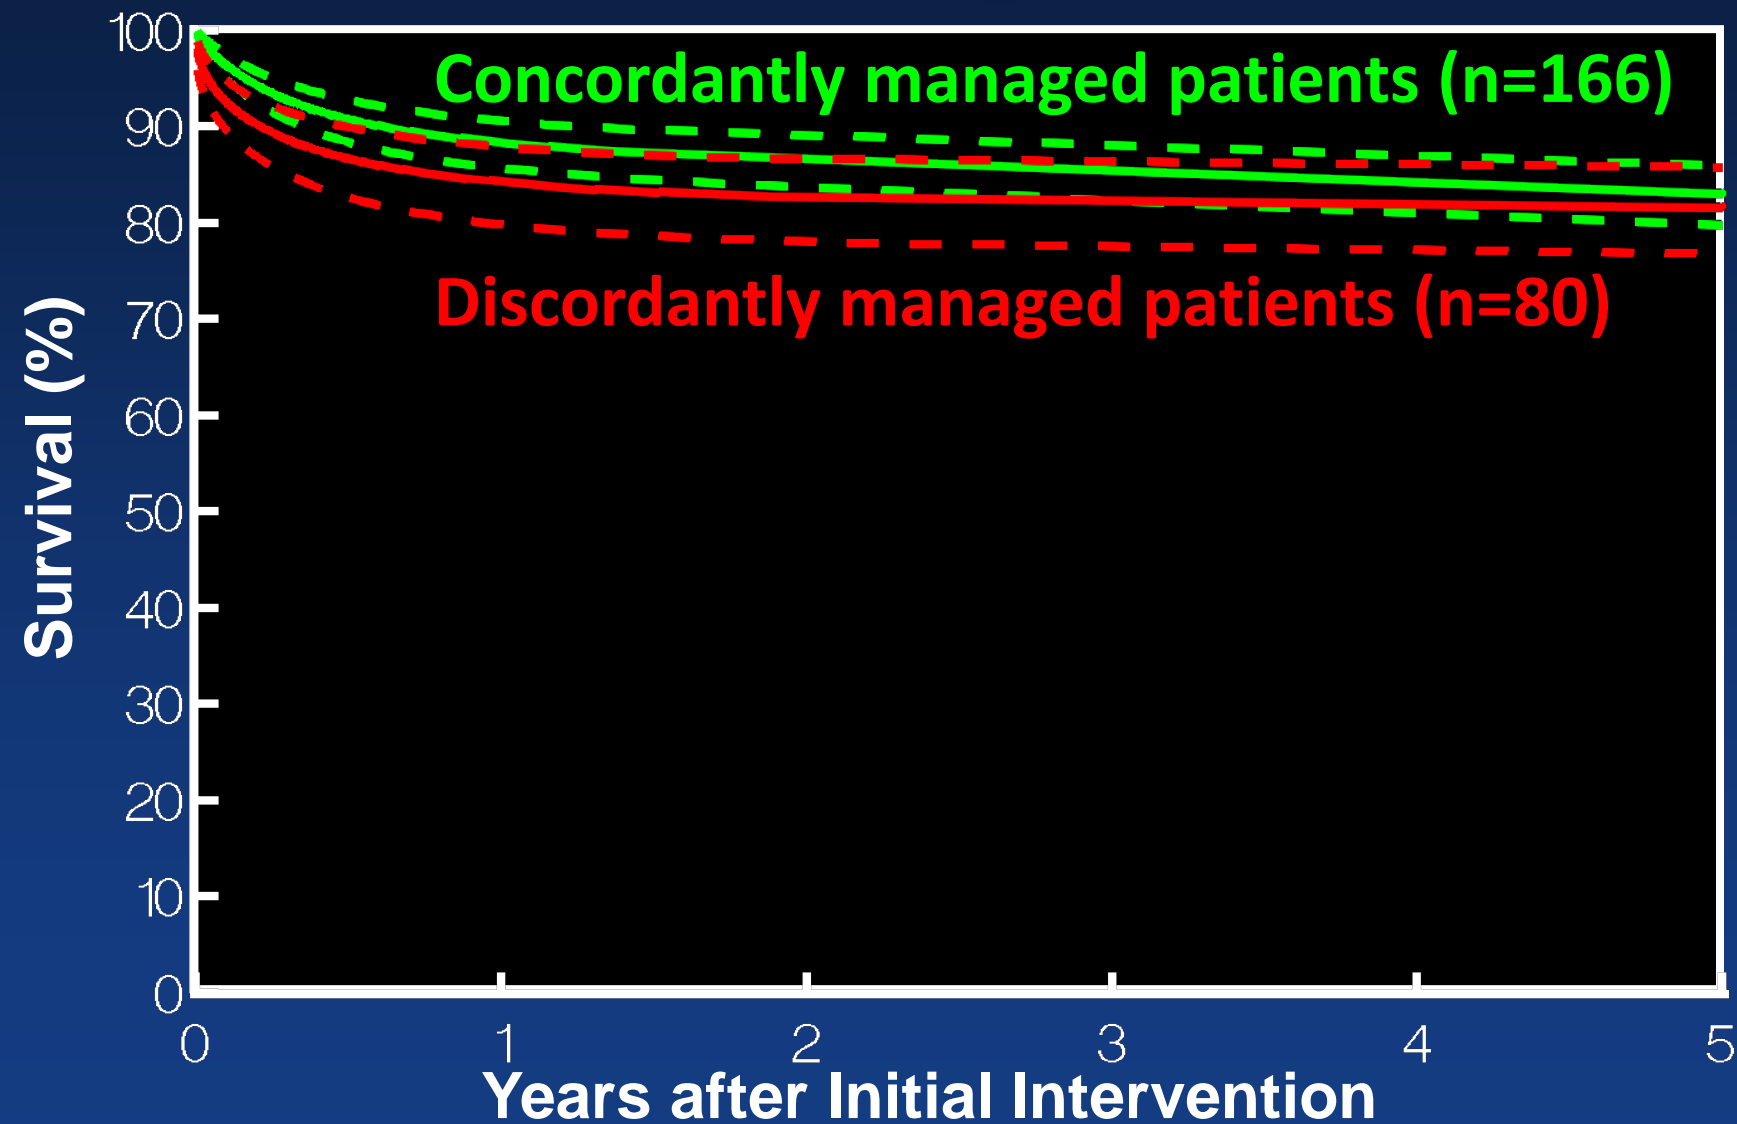 100
Concordantly managed patients (n=166)
90
80
Discordantly managed patients (n=80)
70
60
50
40
30
20
10
0
Survival (%)
0 1 2 3 4 5
Years after Initial Intervention